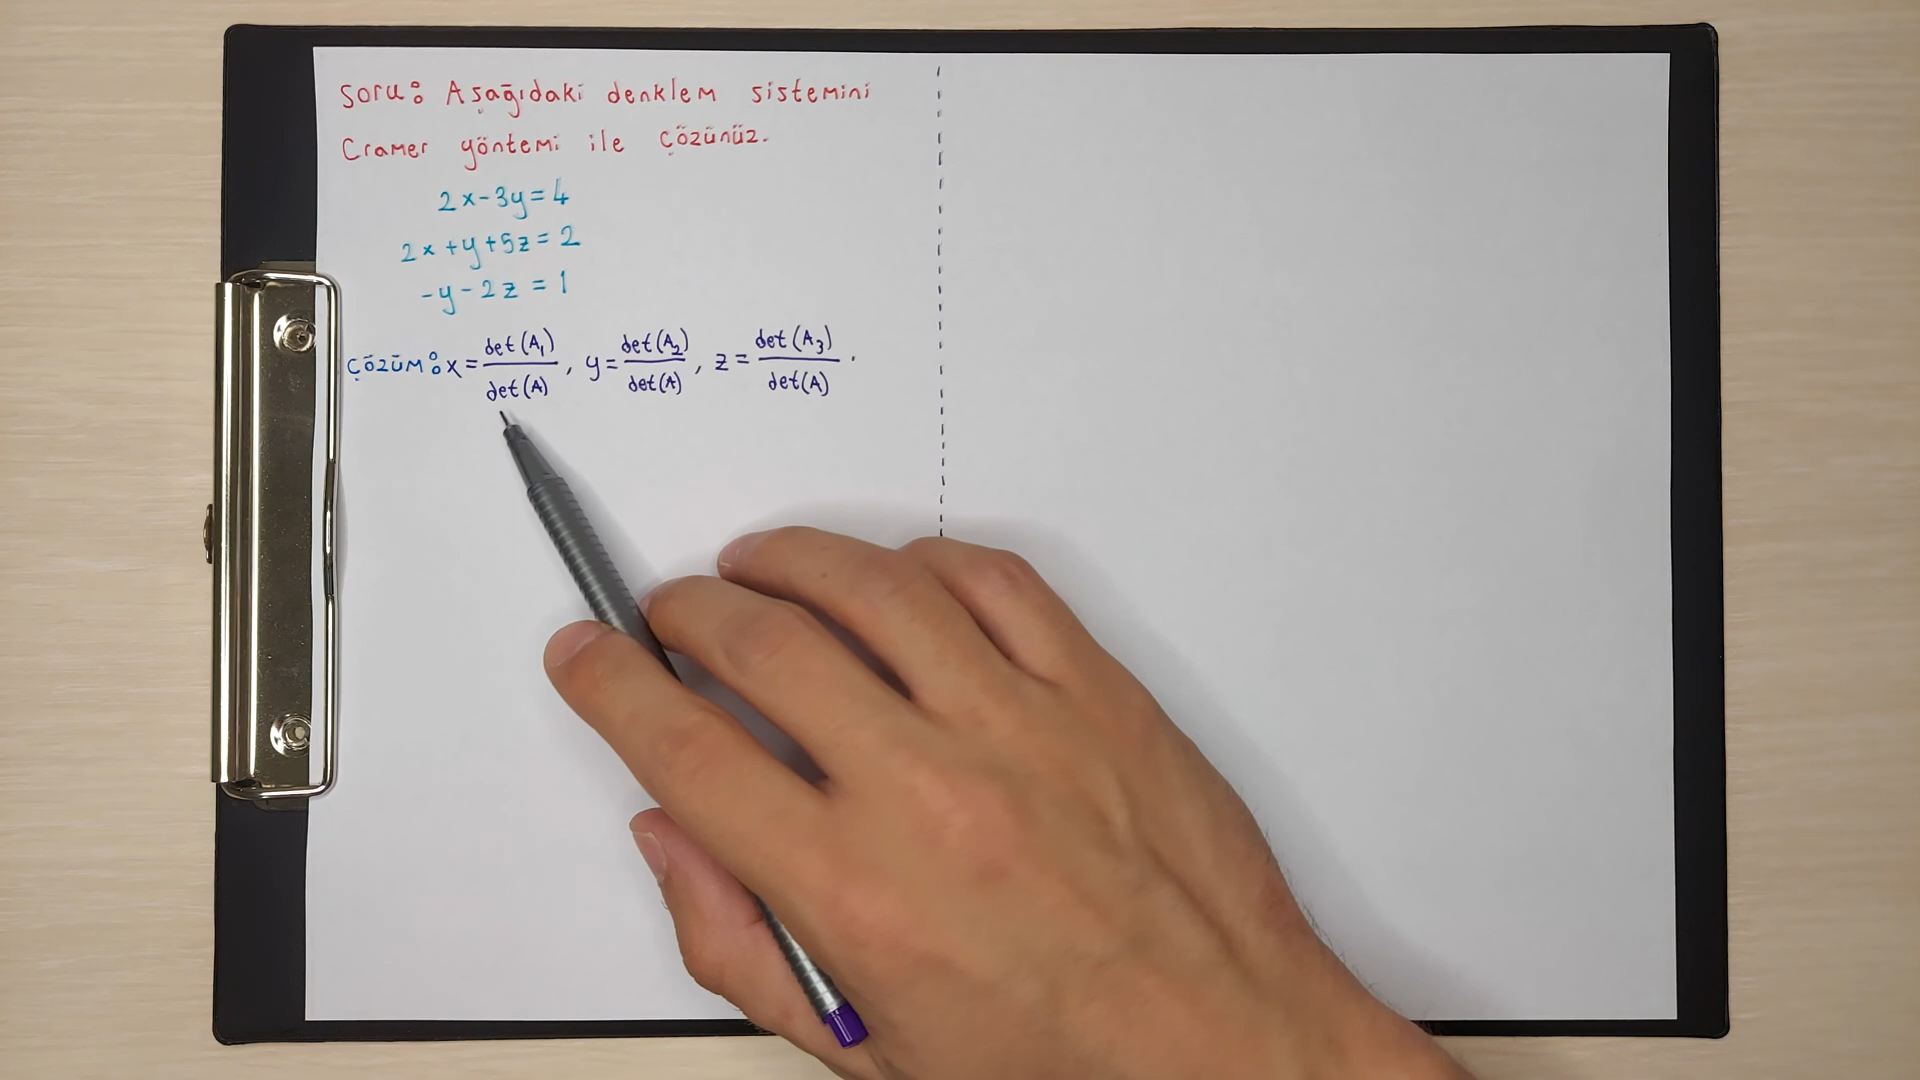 Soru: Aşağıdaki denklem sistemini
Cramer yöntemi ile çözünüz.
2x-3y=4
2x+y+5z=2
-y-2z=1
Çözüm: x = det(A₁)/det(A), y = det(A₂)/det(A), z = det(A₃)/det(A).